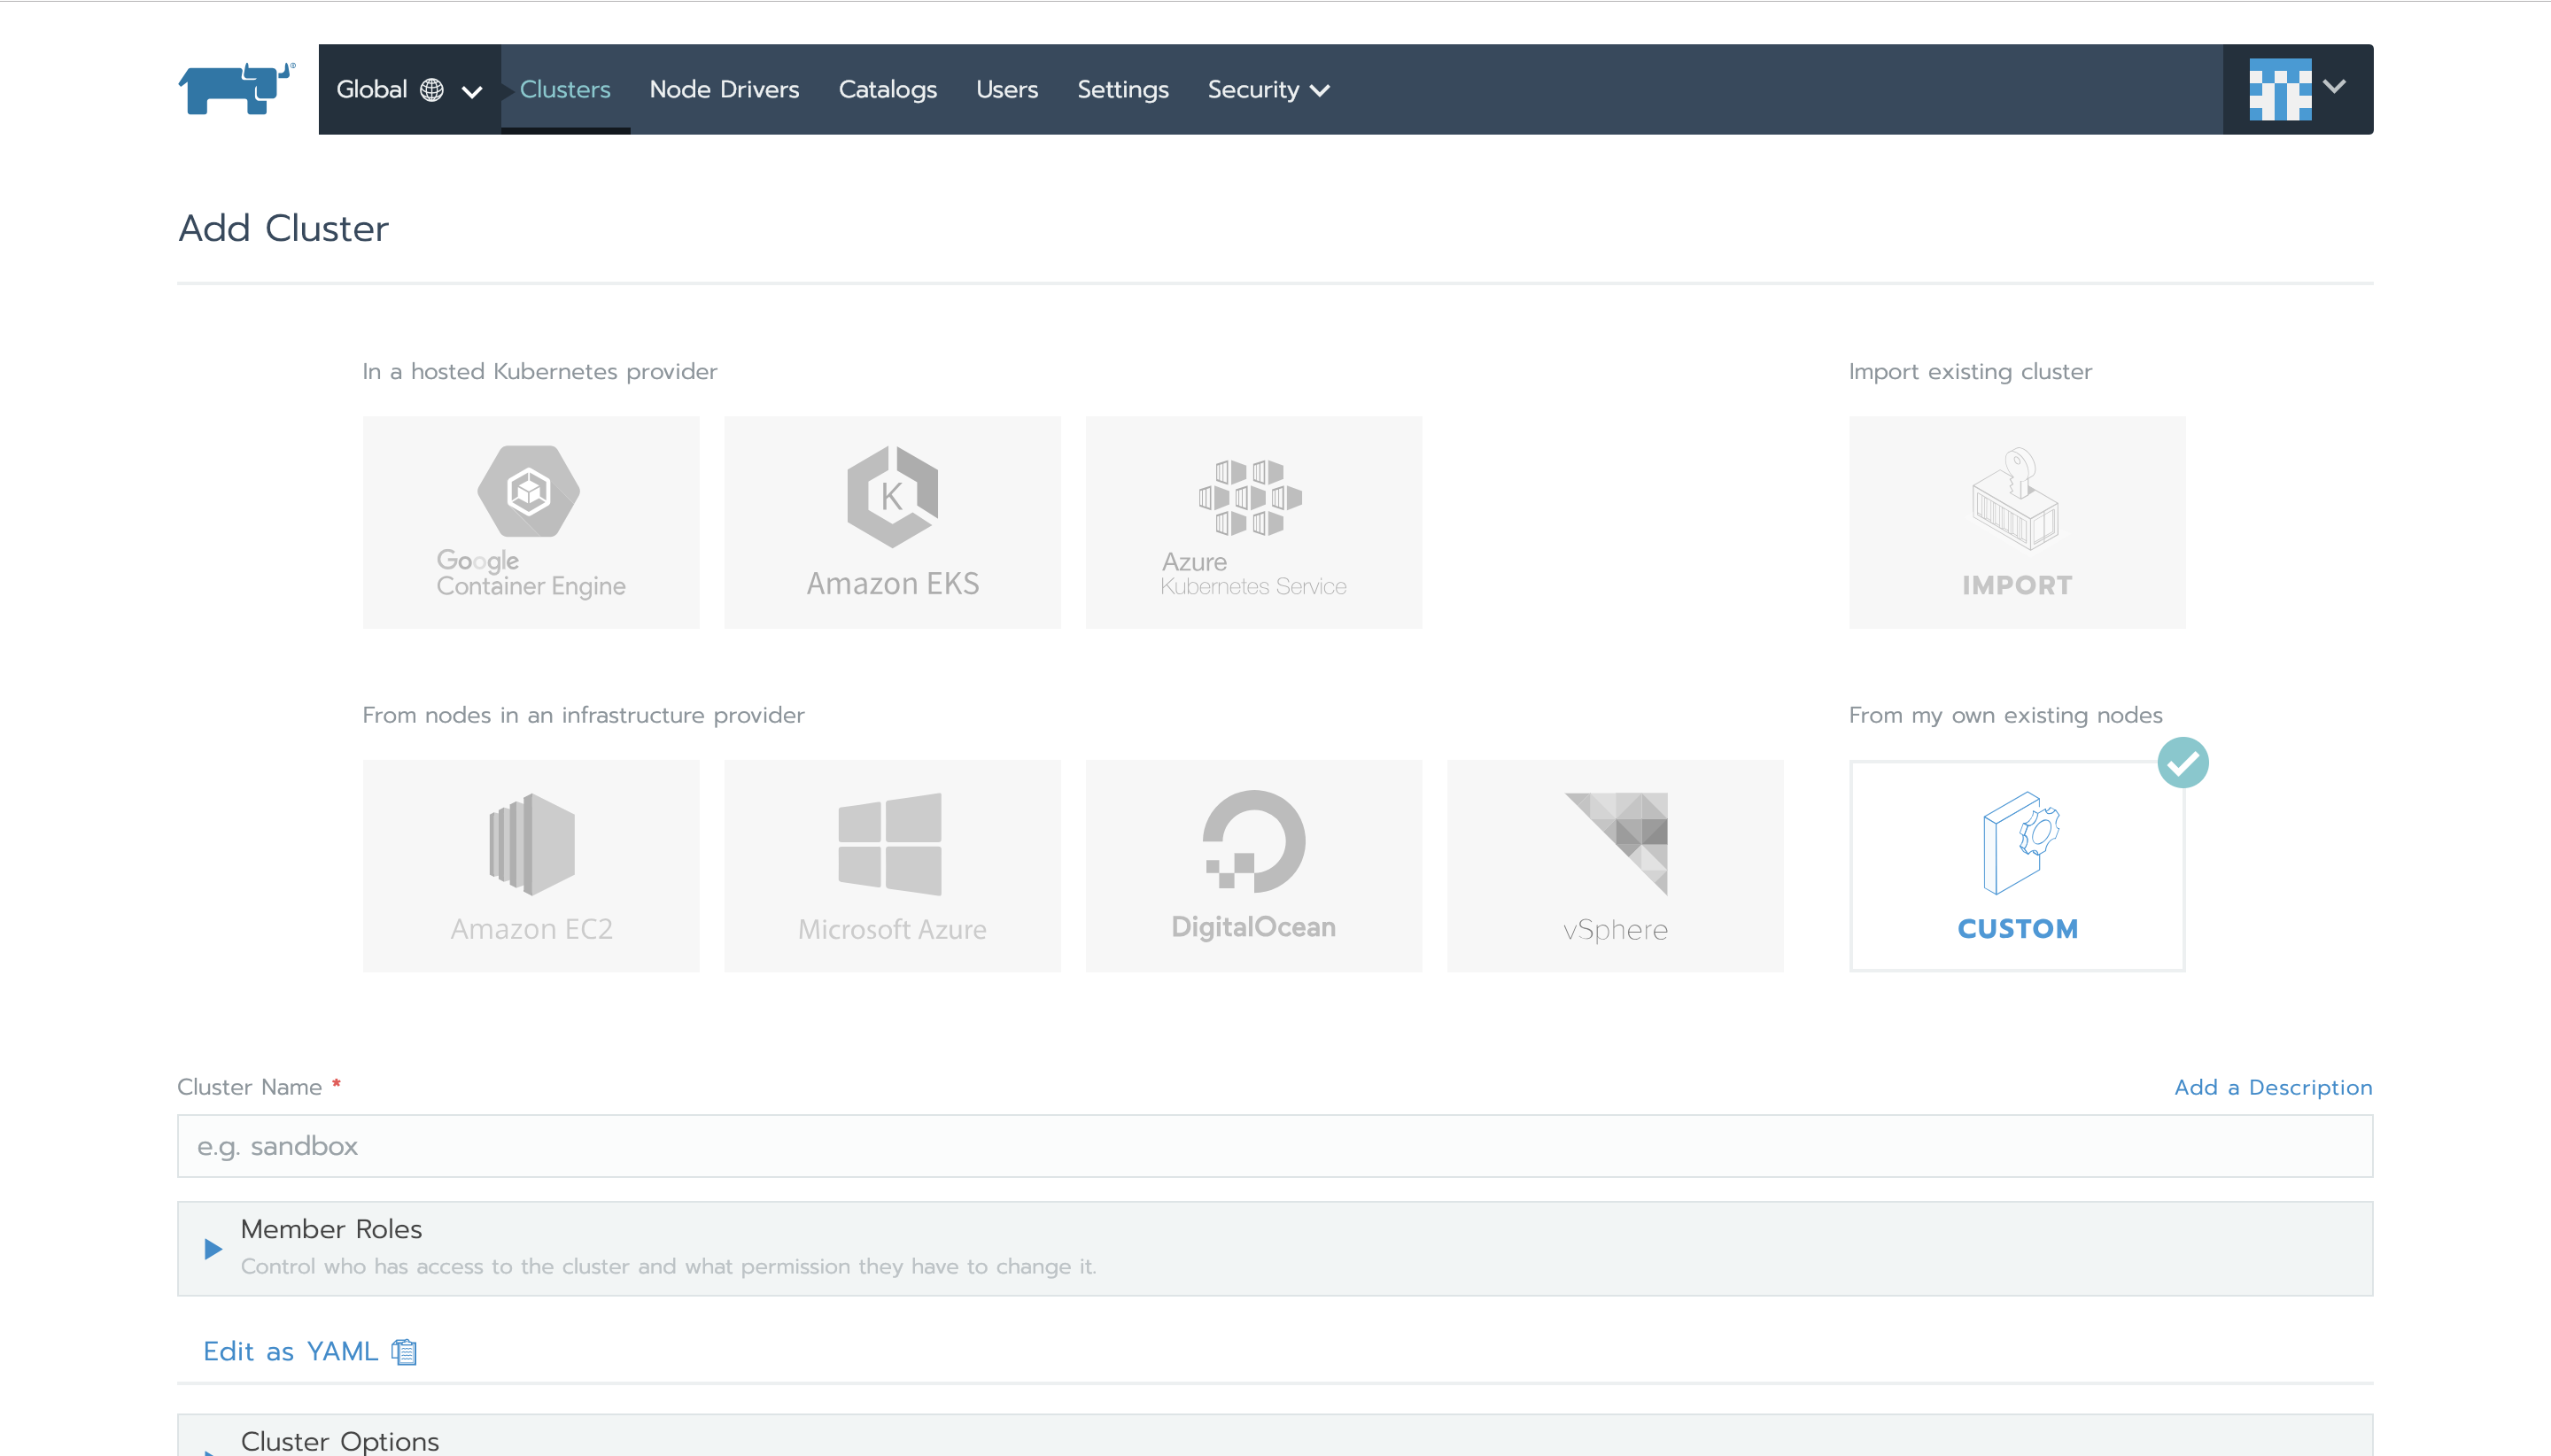 Global Clusters Node Drivers Catalogs Users Settings Security
Add Cluster
In a hosted Kubernetes provider
Import existing cluster
Google
Container Engine
K
Amazon EKS
Azure
Kubernetes Service
IMPORT
From nodes in an infrastructure provider
From my own existing nodes
Amazon EC2
Microsoft Azure
DigitalOcean
vSphere
CUSTOM
Cluster Name *
Add a Description
e.g. sandbox
Member Roles
Control who has access to the cluster and what permission they have to change it.
Edit as YAML
Cluster Options